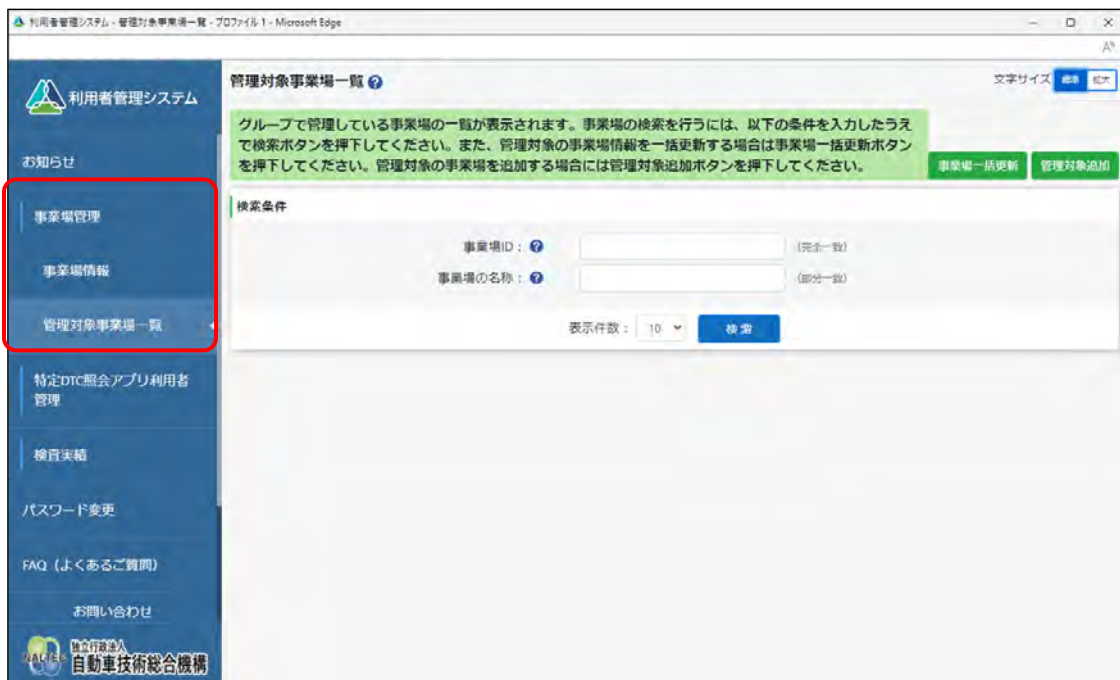 利用者管理システム - 管理対象事業場一覧 - プロファイル 1 - Microsoft Edge
利用者管理システム
お知らせ
事業場管理
事業場情報
管理対象事業場一覧
特定DTC照会アプリ利用者
管理
検査実績
パスワード変更
FAQ（よくあるご質問）
お問い合わせ
NALTEC
独立行政法人
自動車技術総合機構
管理対象事業場一覧
文字サイズ 標準 拡大
グループで管理している事業場の一覧が表示されます。事業場の検索を行うには、以下の条件を入力したうえ
で検索ボタンを押下してください。また、管理対象の事業場情報を一括更新する場合は事業場一括更新ボタン
を押下してください。管理対象の事業場を追加する場合には管理対象追加ボタンを押下してください。
事業場一括更新 管理対象追加
検索条件
事業場ID： (完全一致)
事業場の名称： (部分一致)
表示件数： 10 検索